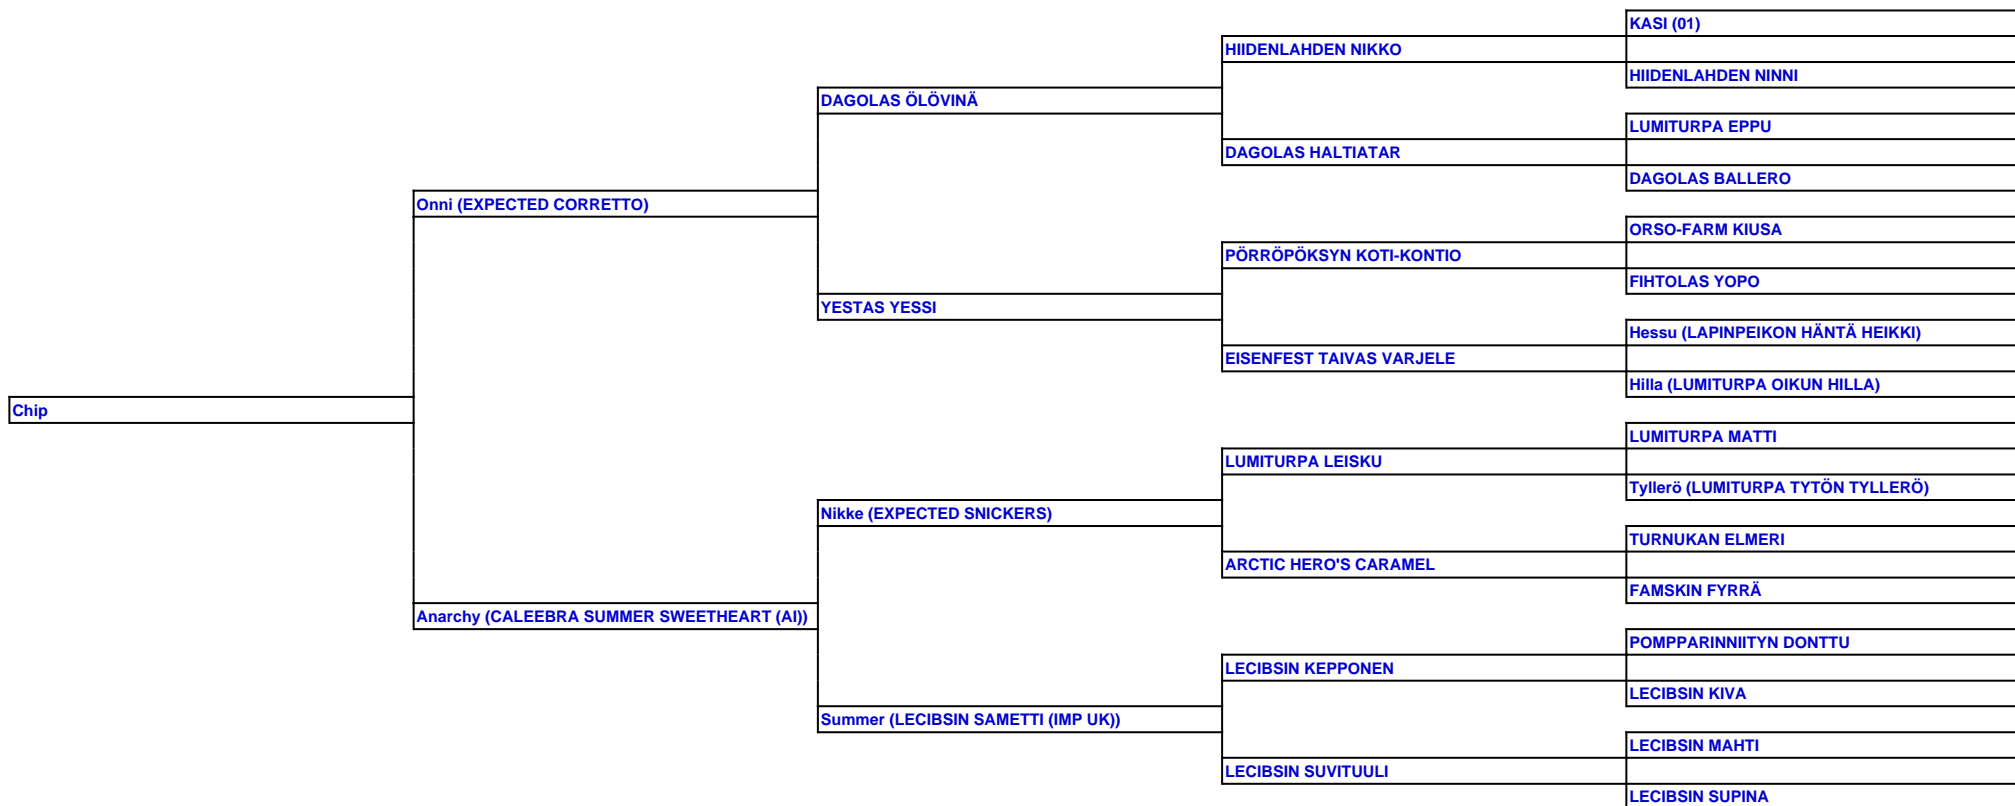 KASI (01)
HIIDENLAHDEN NIKKO
HIIDENLAHDEN NINNI
DAGOLAS ÖLÖVINÄ
LUMITURPA EPPU
DAGOLAS HALTIATAR
DAGOLAS BALLERO
Onni (EXPECTED CORRETTO)
ORSO-FARM KIUSA
PÖRRÖPÖKSYN KOTI-KONTIO
FIHTOLAS YOPO
YESTAS YESSI
Hessu (LAPINPEIKON HÄNTÄ HEIKKI)
EISENFEST TAIVAS VARJELE
Hilla (LUMITURPA OIKUN HILLA)
Chip
LUMITURPA MATTI
LUMITURPA LEISKU
Tyllerö (LUMITURPA TYTÖN TYLLERÖ)
Nikke (EXPECTED SNICKERS)
TURNUKAN ELMERI
ARCTIC HERO'S CARAMEL
FAMSKIN FYRRÄ
Anarchy (CALEEBRA SUMMER SWEETHEART (AI))
POMPPARINNIITYN DONTTU
LECIBSIN KEPPONEN
LECIBSIN KIVA
Summer (LECIBSIN SAMETTI (IMP UK))
LECIBSIN MAHTI
LECIBSIN SUVITUULI
LECIBSIN SUPINA